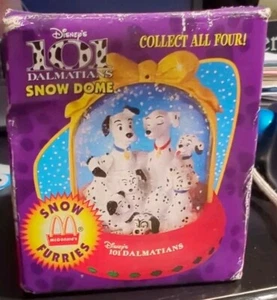 Disney's
101
DALMATIANS
SNOW DOME
COLLECT ALL FOUR!
SNOW
McDonald's
FURRIES
Disney's
101 DALMATIANS